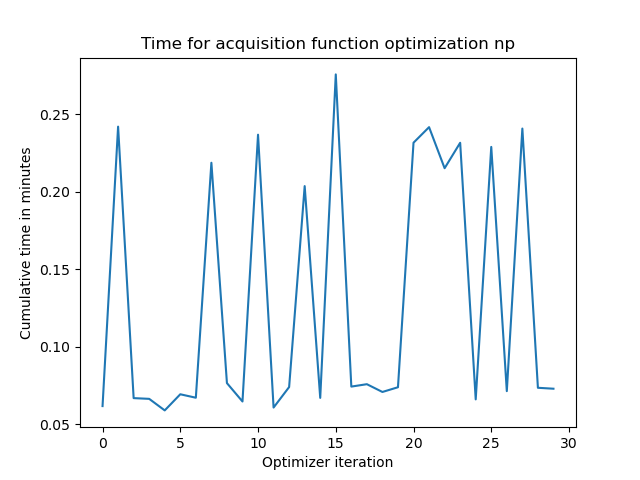 Time for acquisition function optimization np
Cumulative time in minutes
0.25
0.20
0.15
0.10
0.05
0 5 10 15 20 25 30
Optimizer iteration